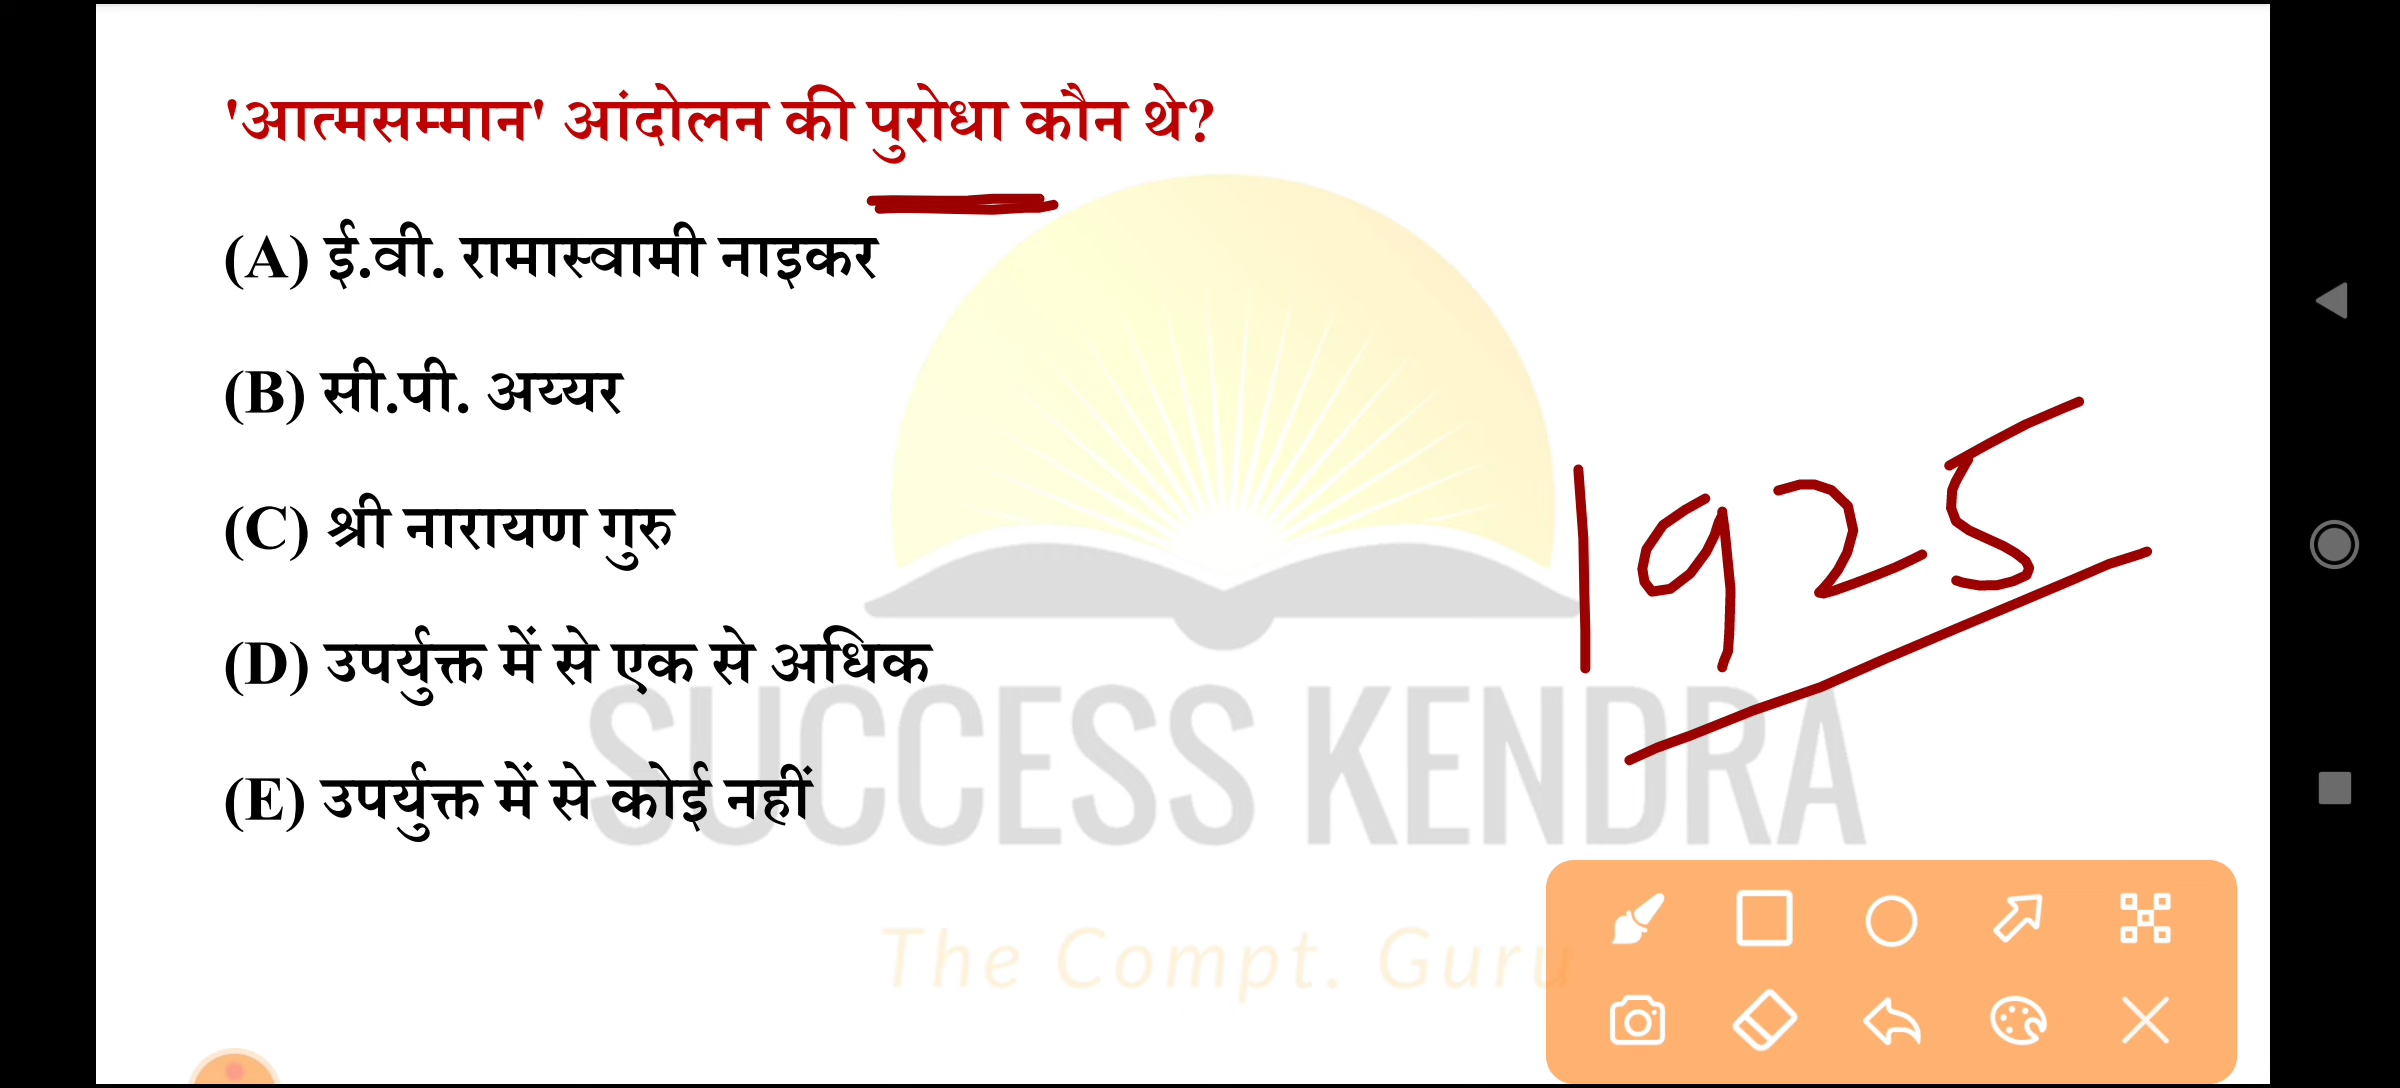 'आत्मसम्मान' आंदोलन की पुरोधा कौन थे?
(A) ई.वी. रामास्वामी नाइकर
(B) सी.पी. अय्यर
(C) श्री नारायण गुरु
(D) उपर्युक्त में से एक से अधिक
(E) उपर्युक्त में से कोई नहीं
1925
SUCCESS KENDRA
The Compt. Guru